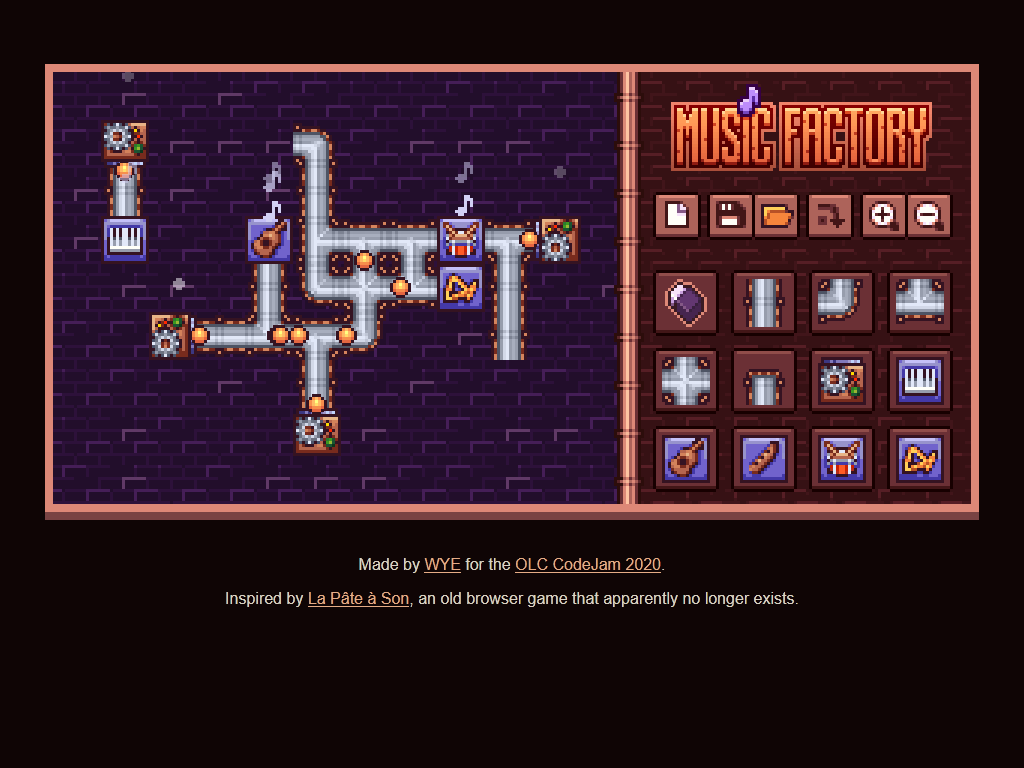 MUSIC FACTORY
Made by WYE for the OLC CodeJam 2020.
Inspired by La Pâte à Son, an old browser game that apparently no longer exists.